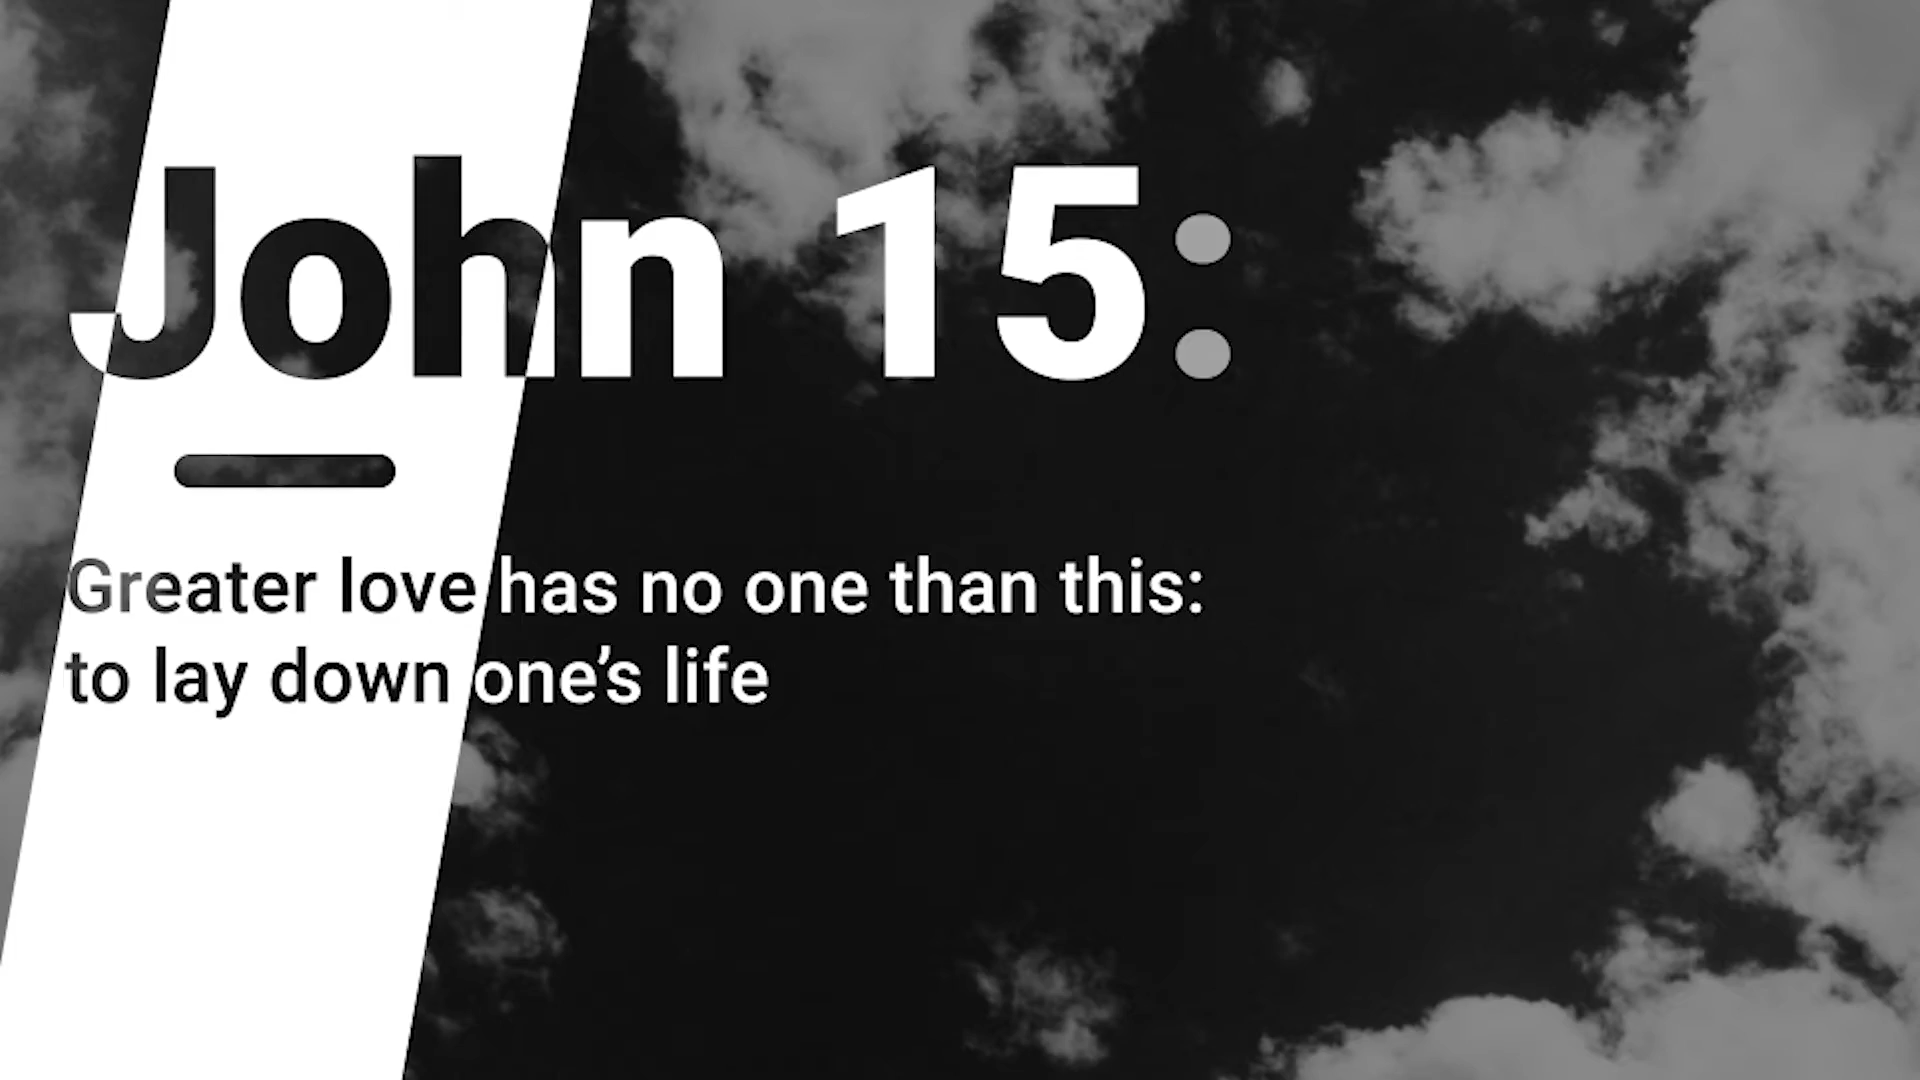 John 15:
Greater love has no one than this:
to lay down one’s life